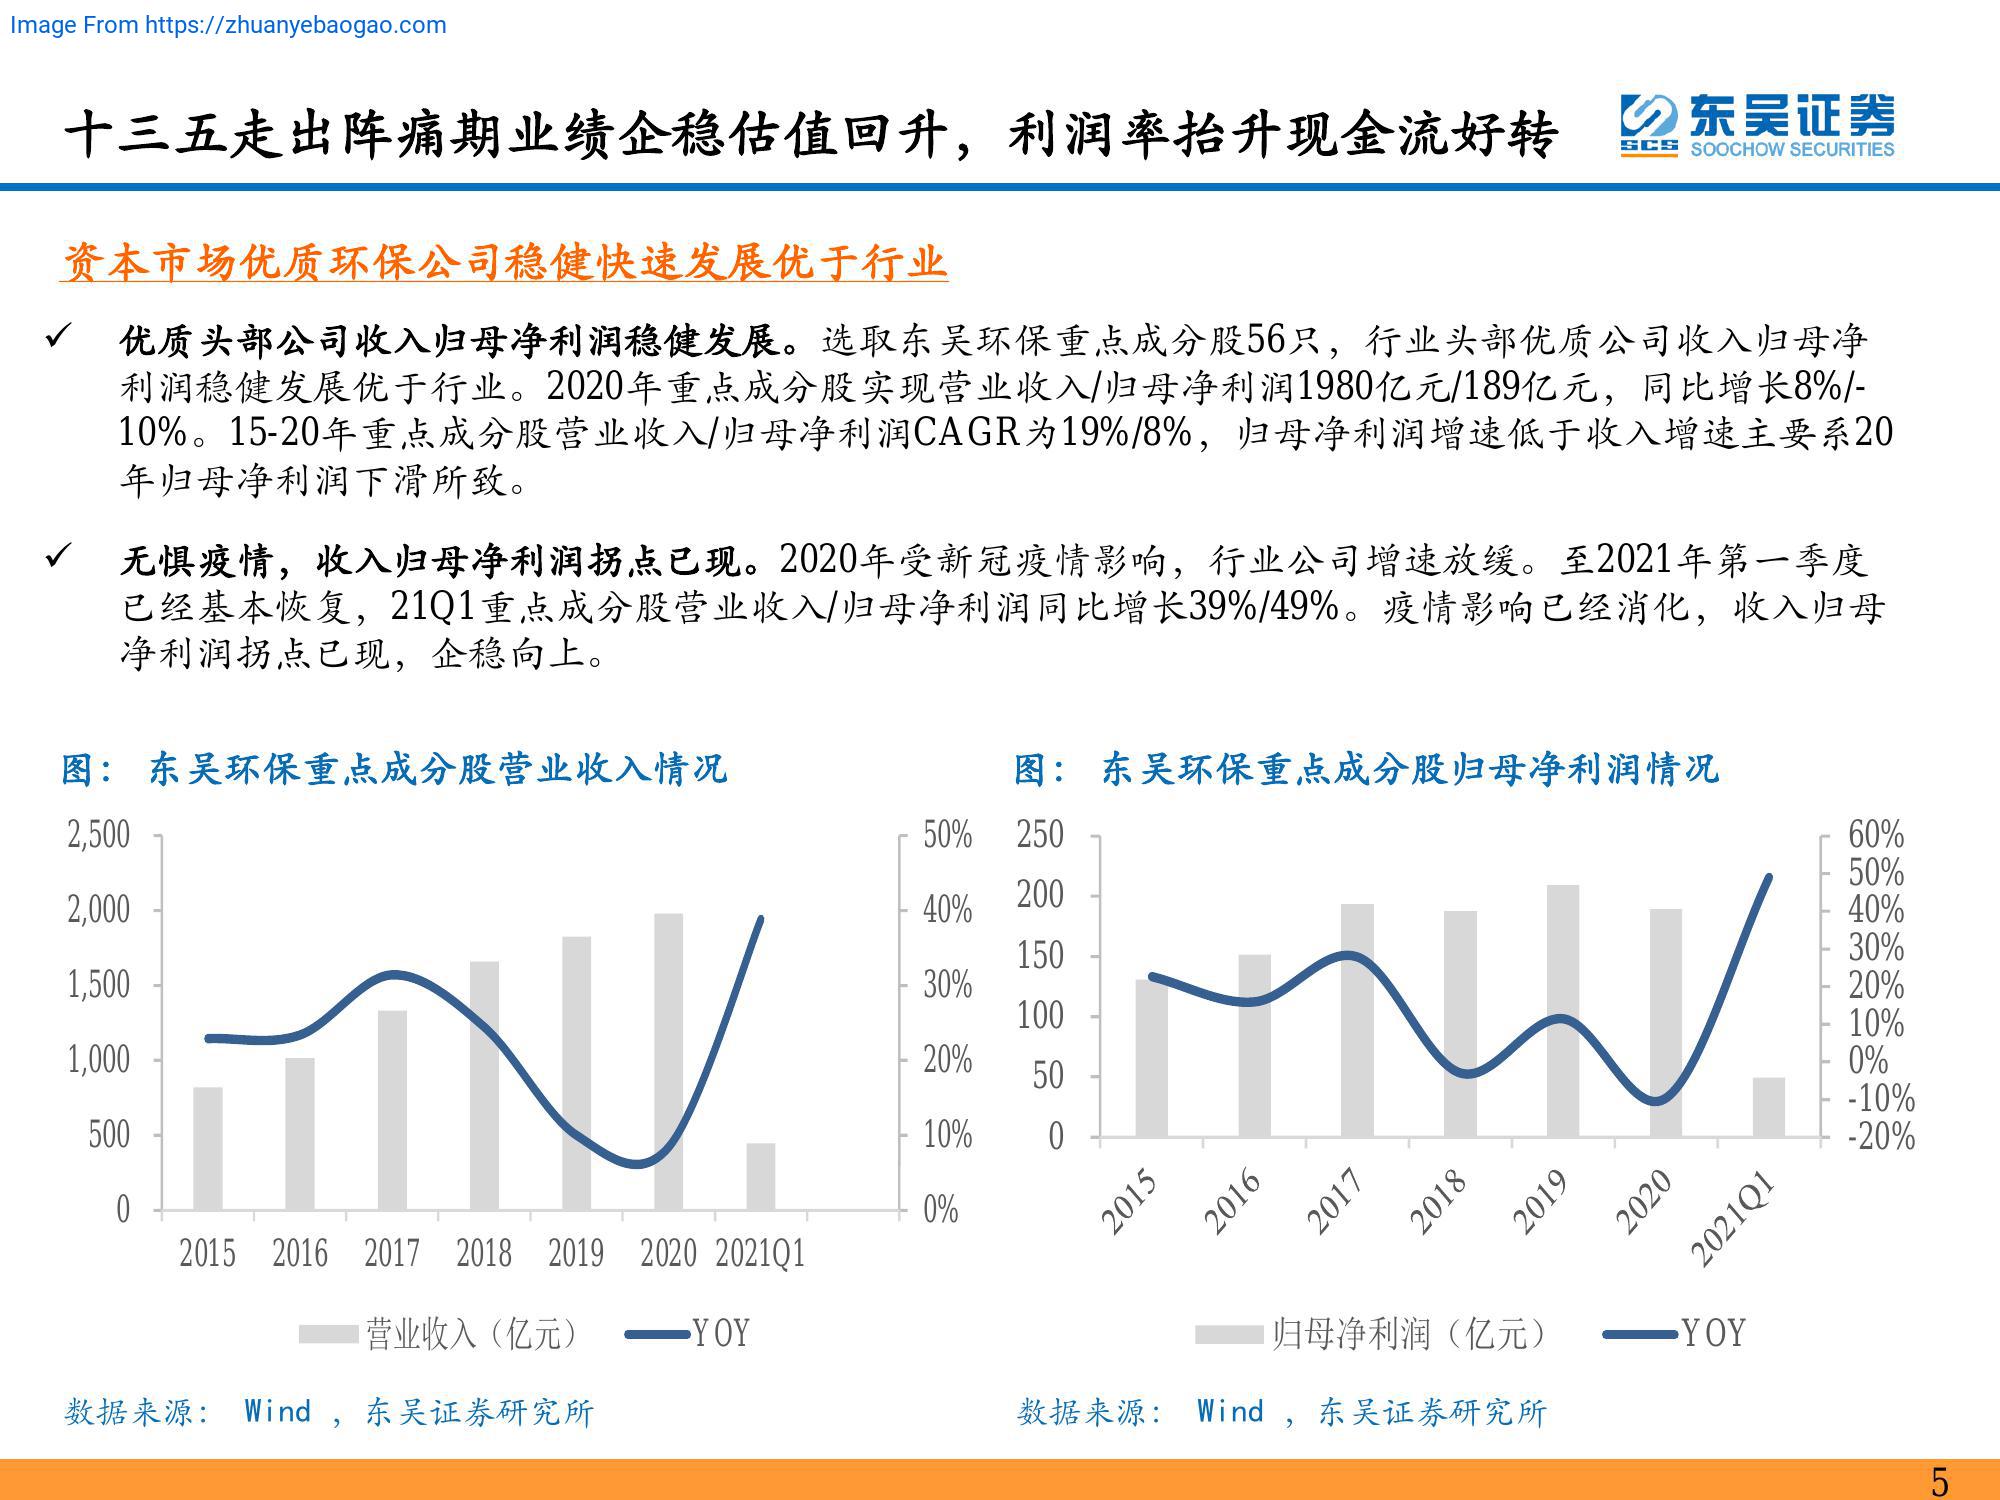 Image From https://zhuanyebaogao.com
十三五走出阵痛期业绩企稳估值回升，利润率抬升现金流好转
东吴证券
SCS
SOOCHOW SECURITIES
资本市场优质环保公司稳健快速发展优于行业
✓ 优质头部公司收入归母净利润稳健发展。选取东吴环保重点成分股56只，行业头部优质公司收入归母净
利润稳健发展优于行业。2020年重点成分股实现营业收入/归母净利润1980亿元/189亿元，同比增长8%/-
10%。15-20年重点成分股营业收入/归母净利润CAGR为19%/8%，归母净利润增速低于收入增速主要系20
年归母净利润下滑所致。
✓ 无惧疫情，收入归母净利润拐点已现。2020年受新冠疫情影响，行业公司增速放缓。至2021年第一季度
已经基本恢复，21Q1重点成分股营业收入/归母净利润同比增长39%/49%。疫情影响已经消化，收入归母
净利润拐点已现，企稳向上。
图： 东吴环保重点成分股营业收入情况
2,500
2,000
1,500
1,000
500
0
50%
40%
30%
20%
10%
0%
2015 2016 2017 2018 2019 2020 2021Q1
营业收入（亿元） YOY
数据来源： Wind ，东吴证券研究所
图： 东吴环保重点成分股归母净利润情况
250
200
150
100
50
0
60%
50%
40%
30%
20%
10%
0%
-10%
-20%
2015 2016 2017 2018 2019 2020 2021Q1
归母净利润（亿元） YOY
数据来源： Wind ，东吴证券研究所
5